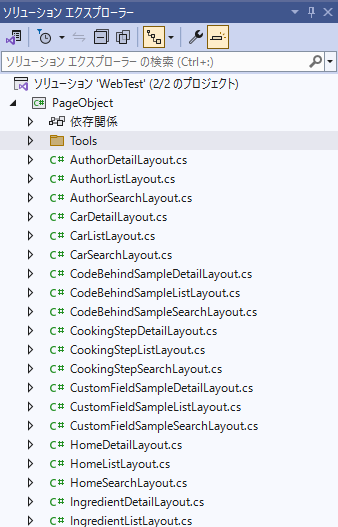 ソリューション エクスプローラー
ソリューション エクスプローラー の検索 (Ctrl+:)
ソリューション 'WebTest' (2/2 のプロジェクト)
PageObject
依存関係
Tools
C# AuthorDetailLayout.cs
C# AuthorListLayout.cs
C# AuthorSearchLayout.cs
C# CarDetailLayout.cs
C# CarListLayout.cs
C# CarSearchLayout.cs
C# CodeBehindSampleDetailLayout.cs
C# CodeBehindSampleListLayout.cs
C# CodeBehindSampleSearchLayout.cs
C# CookingStepDetailLayout.cs
C# CookingStepListLayout.cs
C# CookingStepSearchLayout.cs
C# CustomFieldSampleDetailLayout.cs
C# CustomFieldSampleListLayout.cs
C# CustomFieldSampleSearchLayout.cs
C# HomeDetailLayout.cs
C# HomeListLayout.cs
C# HomeSearchLayout.cs
C# IngredientDetailLayout.cs
C# IngredientListLayout.cs